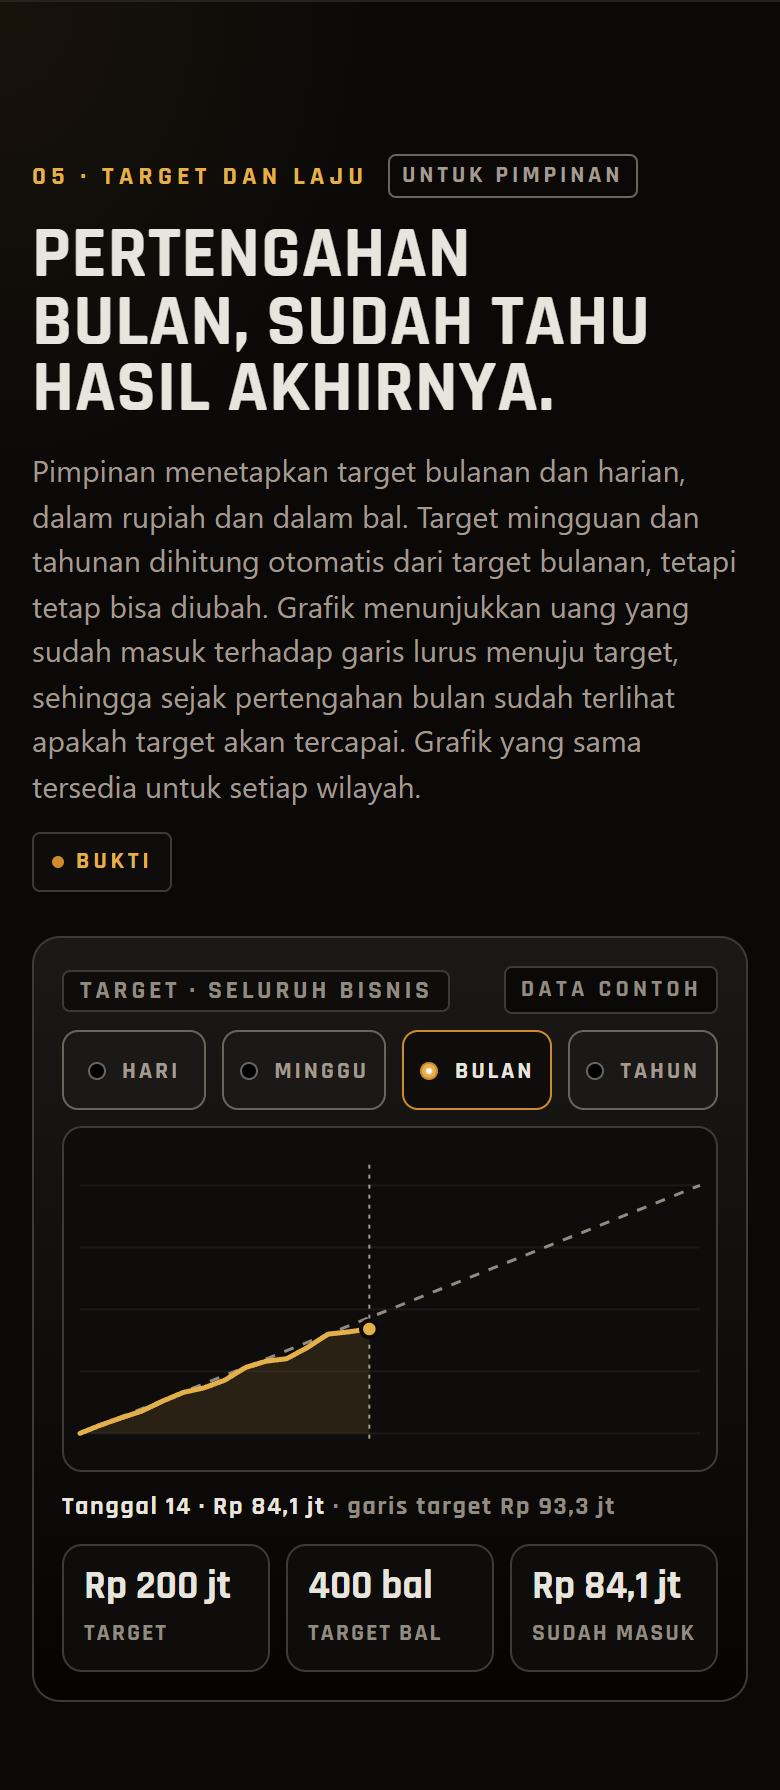 05 · TARGET DAN LAJU
UNTUK PIMPINAN
PERTENGAHAN
BULAN, SUDAH TAHU
HASIL AKHIRNYA.
Pimpinan menetapkan target bulanan dan harian,
dalam rupiah dan dalam bal. Target mingguan dan
tahunan dihitung otomatis dari target bulanan, tetapi
tetap bisa diubah. Grafik menunjukkan uang yang
sudah masuk terhadap garis lurus menuju target,
sehingga sejak pertengahan bulan sudah terlihat
apakah target akan tercapai. Grafik yang sama
tersedia untuk setiap wilayah.
BUKTI
TARGET · SELURUH BISNIS
DATA CONTOH
HARI
MINGGU
BULAN
TAHUN
Tanggal 14 · Rp 84,1 jt · garis target Rp 93,3 jt
Rp 200 jt
TARGET
400 bal
TARGET BAL
Rp 84,1 jt
SUDAH MASUK